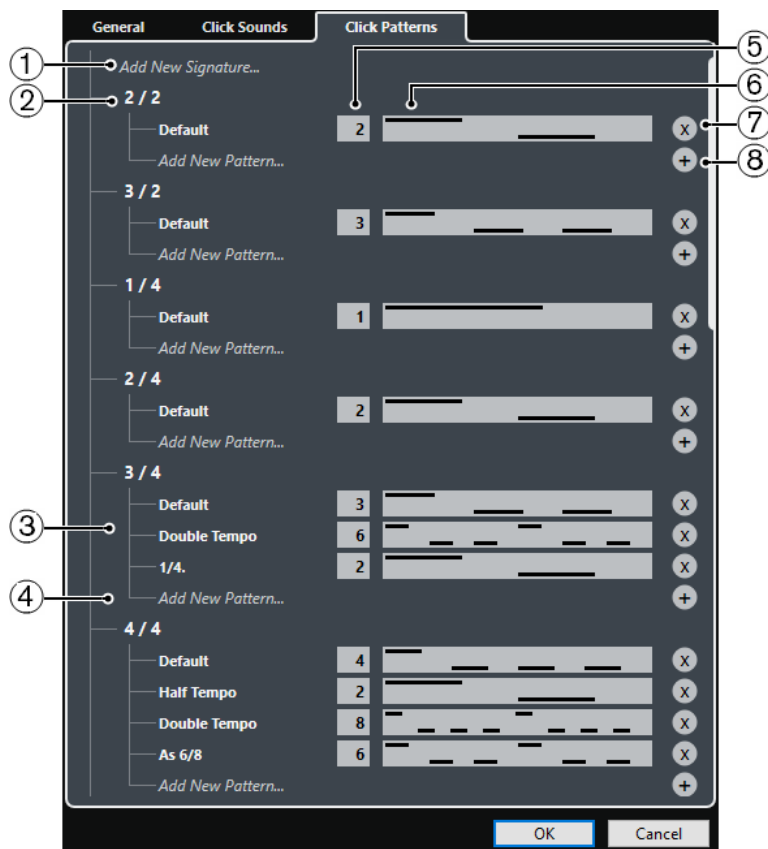 General Click Sounds Click Patterns
5
1 Add New Signature...
6
2 2 / 2
Default 2 X 7
Add New Pattern... + 8
3 / 2
Default 3 X
Add New Pattern... +
1 / 4
Default 1 X
Add New Pattern... +
2 / 4
Default 2 X
Add New Pattern... +
3 / 4
Default 3 X
3 Double Tempo 6 X
1/4. 2 X
4 Add New Pattern... +
4 / 4
Default 4 X
Half Tempo 2 X
Double Tempo 8 X
As 6/8 6 X
Add New Pattern... +
OK Cancel